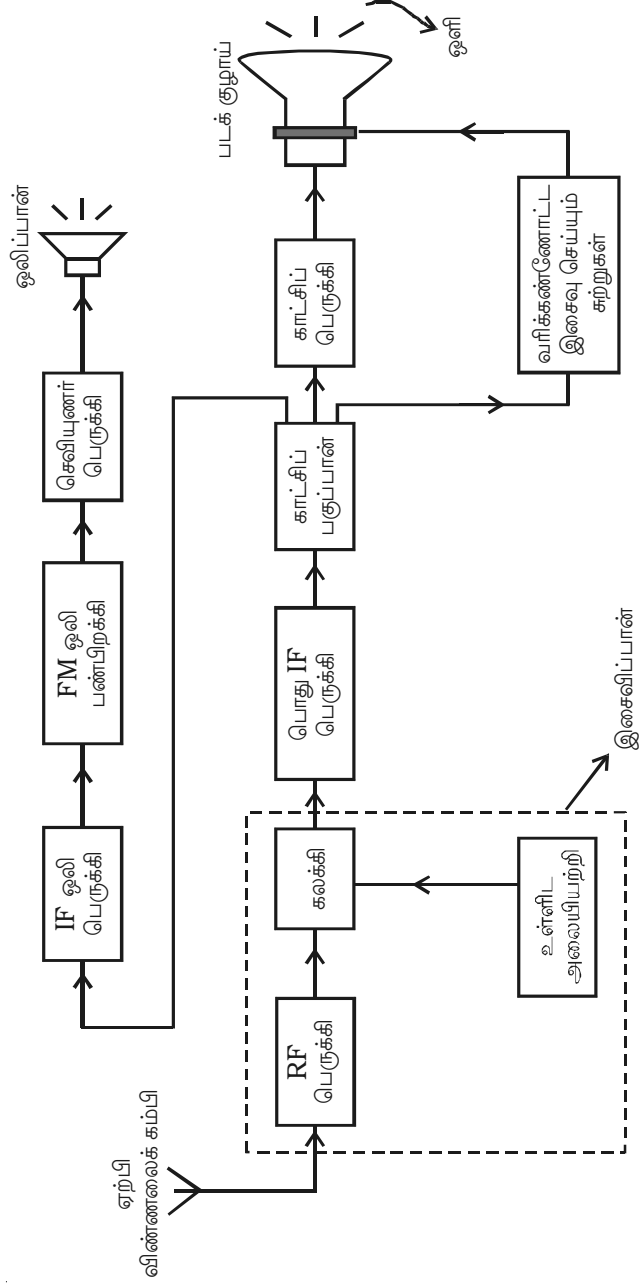 ஏற்பி
விண்ணலைக் கம்பி
IF ஒலி
பெருக்கி
FM ஒலி
பண்பிறக்கி
செவியுணர்
பெருக்கி
ஒலிப்பான்
RF
பெருக்கி
கலக்கி
பொது IF
பெருக்கி
காட்சிப்
பகுப்பான்
காட்சிப்
பெருக்கி
படக் குழாய்
ஒளி
உள்ளிட
அலையியற்றி
இசைவிப்பான்
வரிக்கண்ணோட்ட
இசைவு செய்யும்
சுற்றுகள்